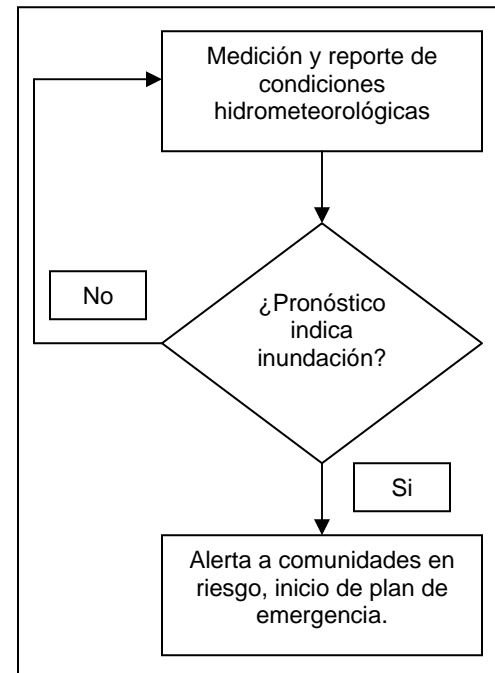 Medición y reporte de
condiciones
hidrometeorológicas
¿Pronóstico
indica
inundación?
No
Si
Alerta a comunidades en
riesgo, inicio de plan de
emergencia.